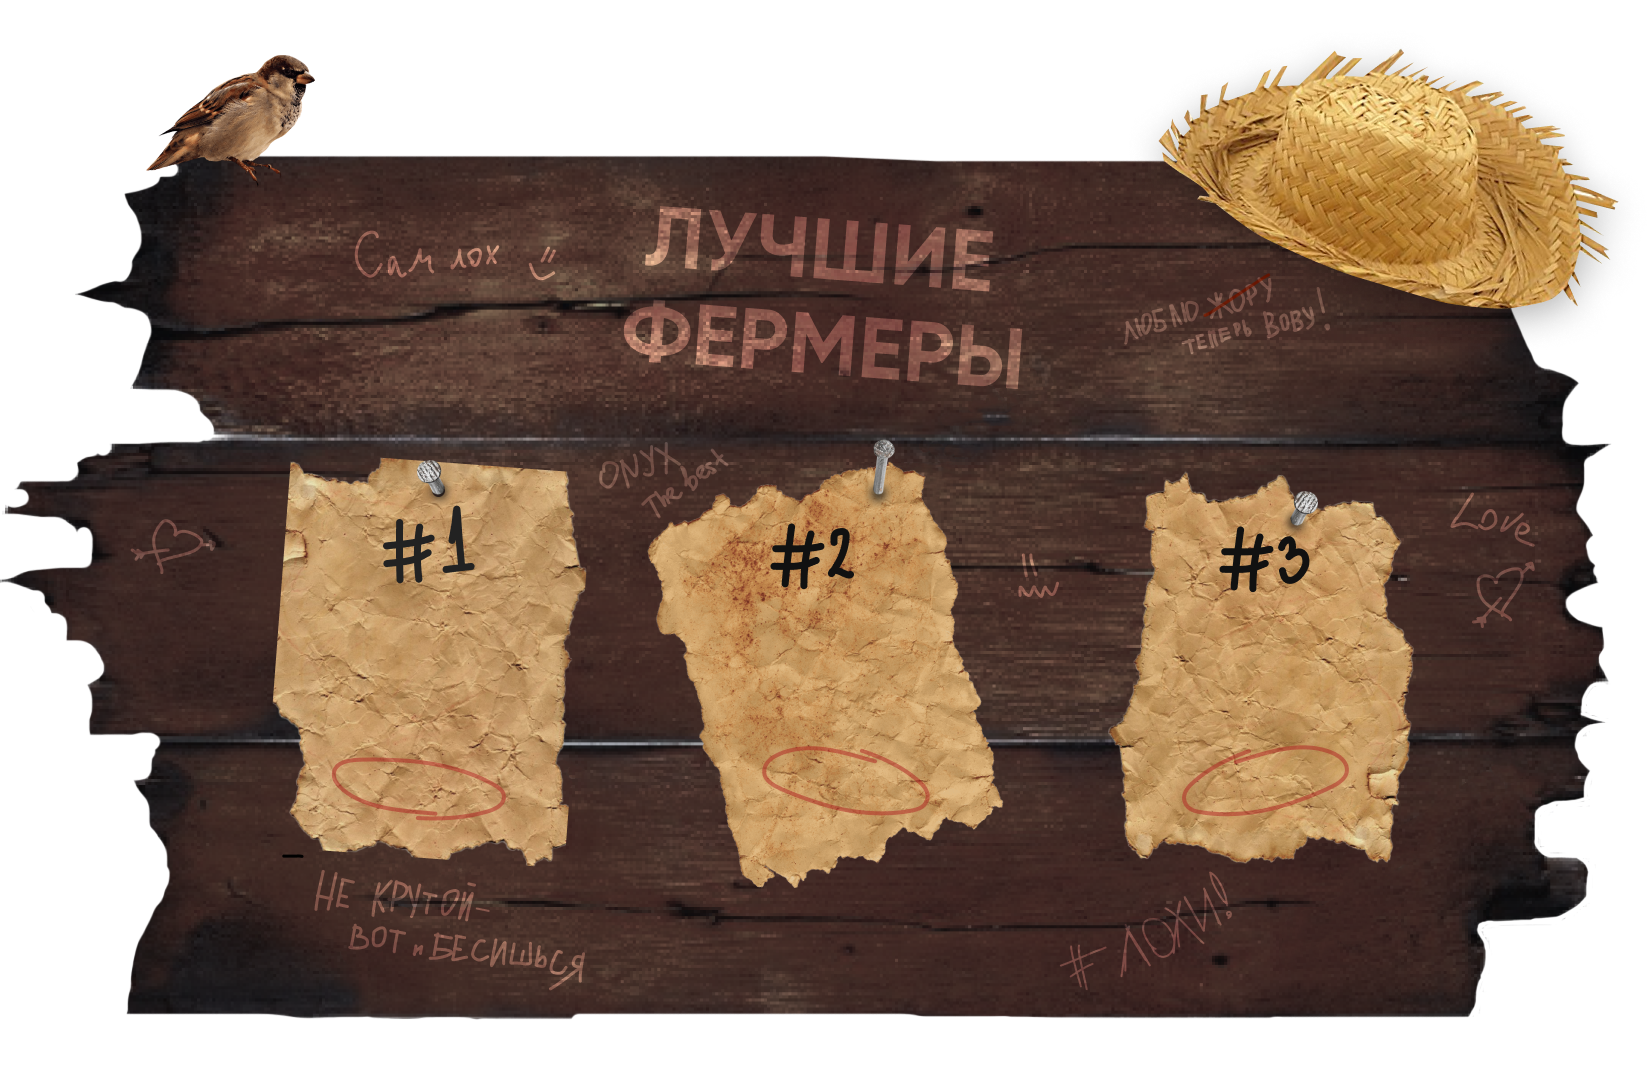 ЛУЧШИЕ
ФЕРМЕРЫ
Сам лох
ЛЮБЛЮ ЖОРУ
ТЕПЕРЬ ВОВУ!
ONYX
The best
Love
#1
#2
#3
НЕ КРУТОЙ-
ВОТ и БЕСИШЬСЯ
#ЛОХИ!